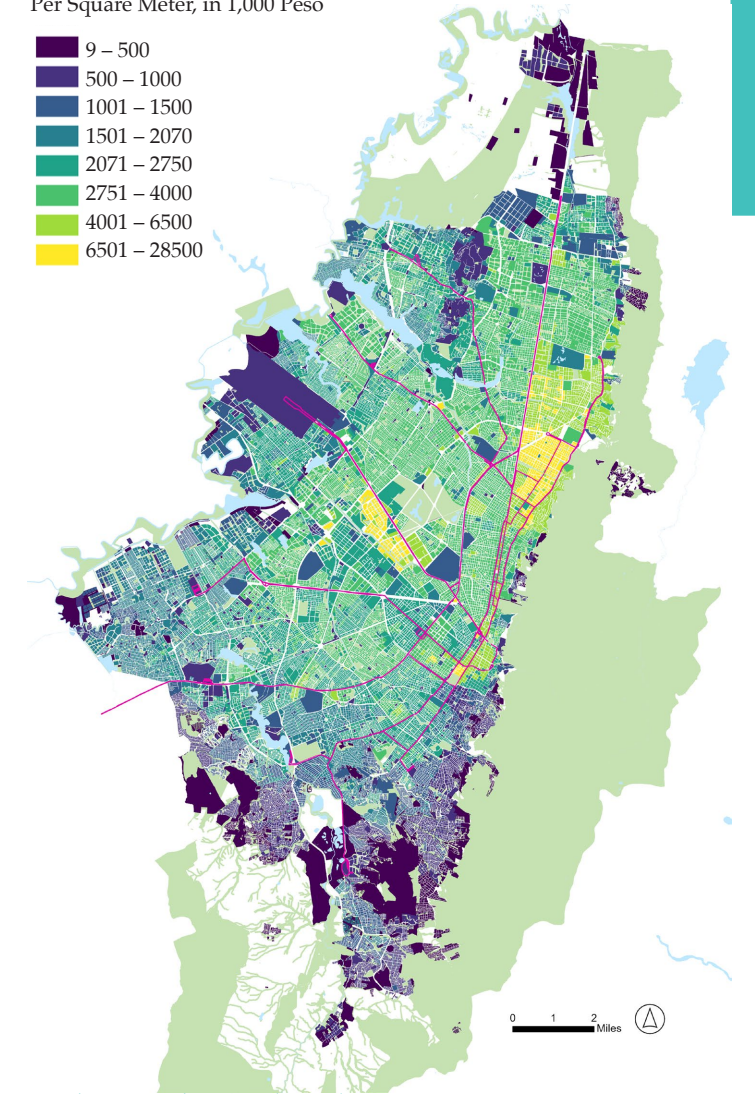 Per Square Meter, in 1,000 Peso
9 – 500
500 – 1000
1001 – 1500
1501 – 2070
2071 – 2750
2751 – 4000
4001 – 6500
6501 – 28500
0 1 2
Miles